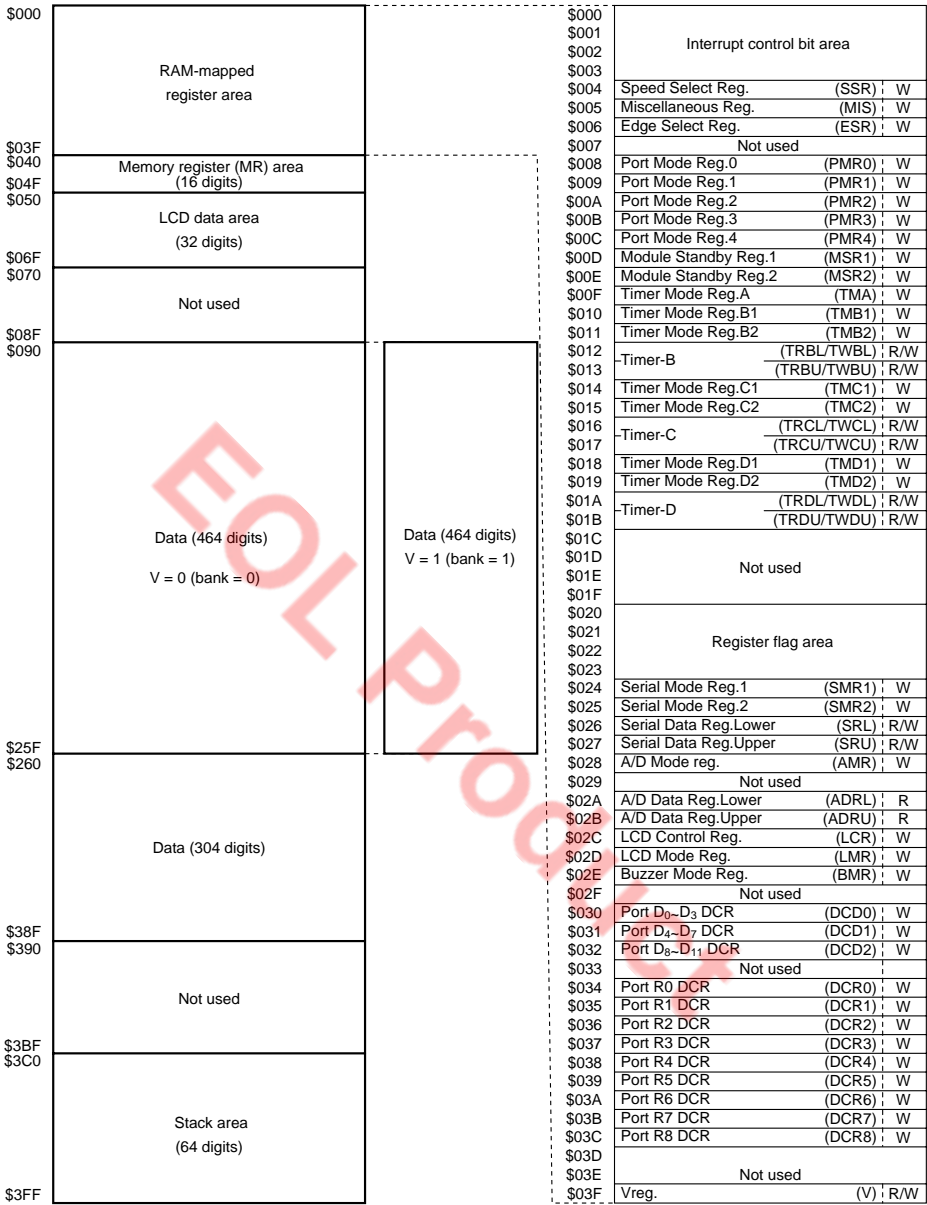 $000
RAM-mapped
register area
$03F
$040
Memory register (MR) area
(16 digits)
$04F
$050
LCD data area
(32 digits)
$06F
$070
Not used
$08F
$090
Data (464 digits)
V = 0 (bank = 0)
Data (464 digits)
V = 1 (bank = 1)
$25F
$260
Data (304 digits)
$38F
$390
Not used
$3BF
$3C0
Stack area
(64 digits)
$3FF
$000
$001
Interrupt control bit area
$002
$003
$004 Speed Select Reg. (SSR) W
$005 Miscellaneous Reg. (MIS) W
$006 Edge Select Reg. (ESR) W
$007 Not used
$008 Port Mode Reg.0 (PMR0) W
$009 Port Mode Reg.1 (PMR1) W
$00A Port Mode Reg.2 (PMR2) W
$00B Port Mode Reg.3 (PMR3) W
$00C Port Mode Reg.4 (PMR4) W
$00D Module Standby Reg.1 (MSR1) W
$00E Module Standby Reg.2 (MSR2) W
$00F Timer Mode Reg.A (TMA) W
$010 Timer Mode Reg.B1 (TMB1) W
$011 Timer Mode Reg.B2 (TMB2) W
$012 (TRBL/TWBL) R/W
Timer-B
$013 (TRBU/TWBU) R/W
$014 Timer Mode Reg.C1 (TMC1) W
$015 Timer Mode Reg.C2 (TMC2) W
$016 (TRCL/TWCL) R/W
Timer-C
$017 (TRCU/TWCU) R/W
$018 Timer Mode Reg.D1 (TMD1) W
$019 Timer Mode Reg.D2 (TMD2) W
$01A (TRDL/TWDL) R/W
Timer-D
$01B (TRDU/TWDU) R/W
$01C
$01D
Not used
$01E
$01F
$020
$021
Register flag area
$022
$023
$024 Serial Mode Reg.1 (SMR1) W
$025 Serial Mode Reg.2 (SMR2) W
$026 Serial Data Reg.Lower (SRL) R/W
$027 Serial Data Reg.Upper (SRU) R/W
$028 A/D Mode reg. (AMR) W
$029 Not used
$02A A/D Data Reg.Lower (ADRL) R
$02B A/D Data Reg.Upper (ADRU) R
$02C LCD Control Reg. (LCR) W
$02D LCD Mode Reg. (LMR) W
$02E Buzzer Mode Reg. (BMR) W
$02F Not used
$030 Port D0~D3 DCR (DCD0) W
$031 Port D4~D7 DCR (DCD1) W
$032 Port D8~D11 DCR (DCD2) W
$033 Not used
$034 Port R0 DCR (DCR0) W
$035 Port R1 DCR (DCR1) W
$036 Port R2 DCR (DCR2) W
$037 Port R3 DCR (DCR3) W
$038 Port R4 DCR (DCR4) W
$039 Port R5 DCR (DCR5) W
$03A Port R6 DCR (DCR6) W
$03B Port R7 DCR (DCR7) W
$03C Port R8 DCR (DCR8) W
$03D
$03E Not used
$03F Vreg. (V) R/W
EOL Product